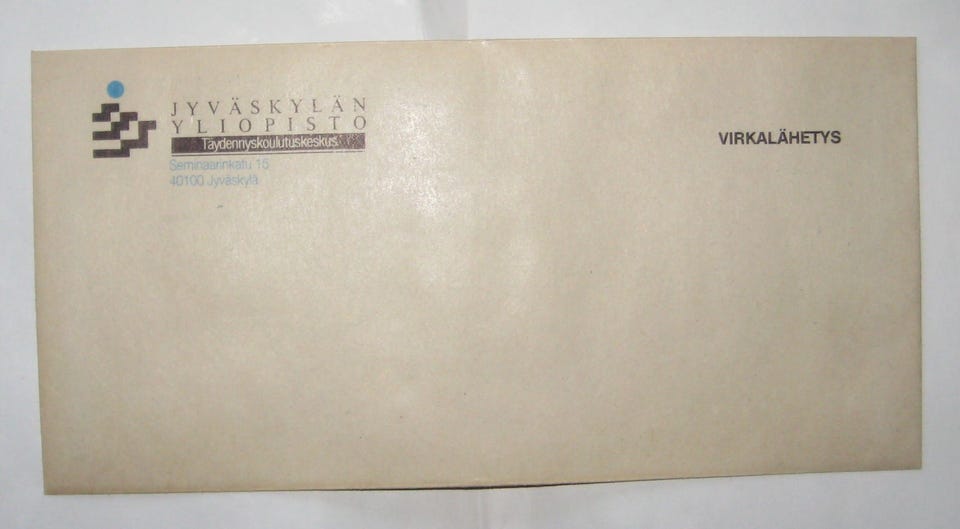 JYVÄSKYLÄN
YLIOPISTO
Täydennyskoulutuskeskus
Seminaarinkatu 15
40100 Jyväskylä
VIRKALÄHETYS